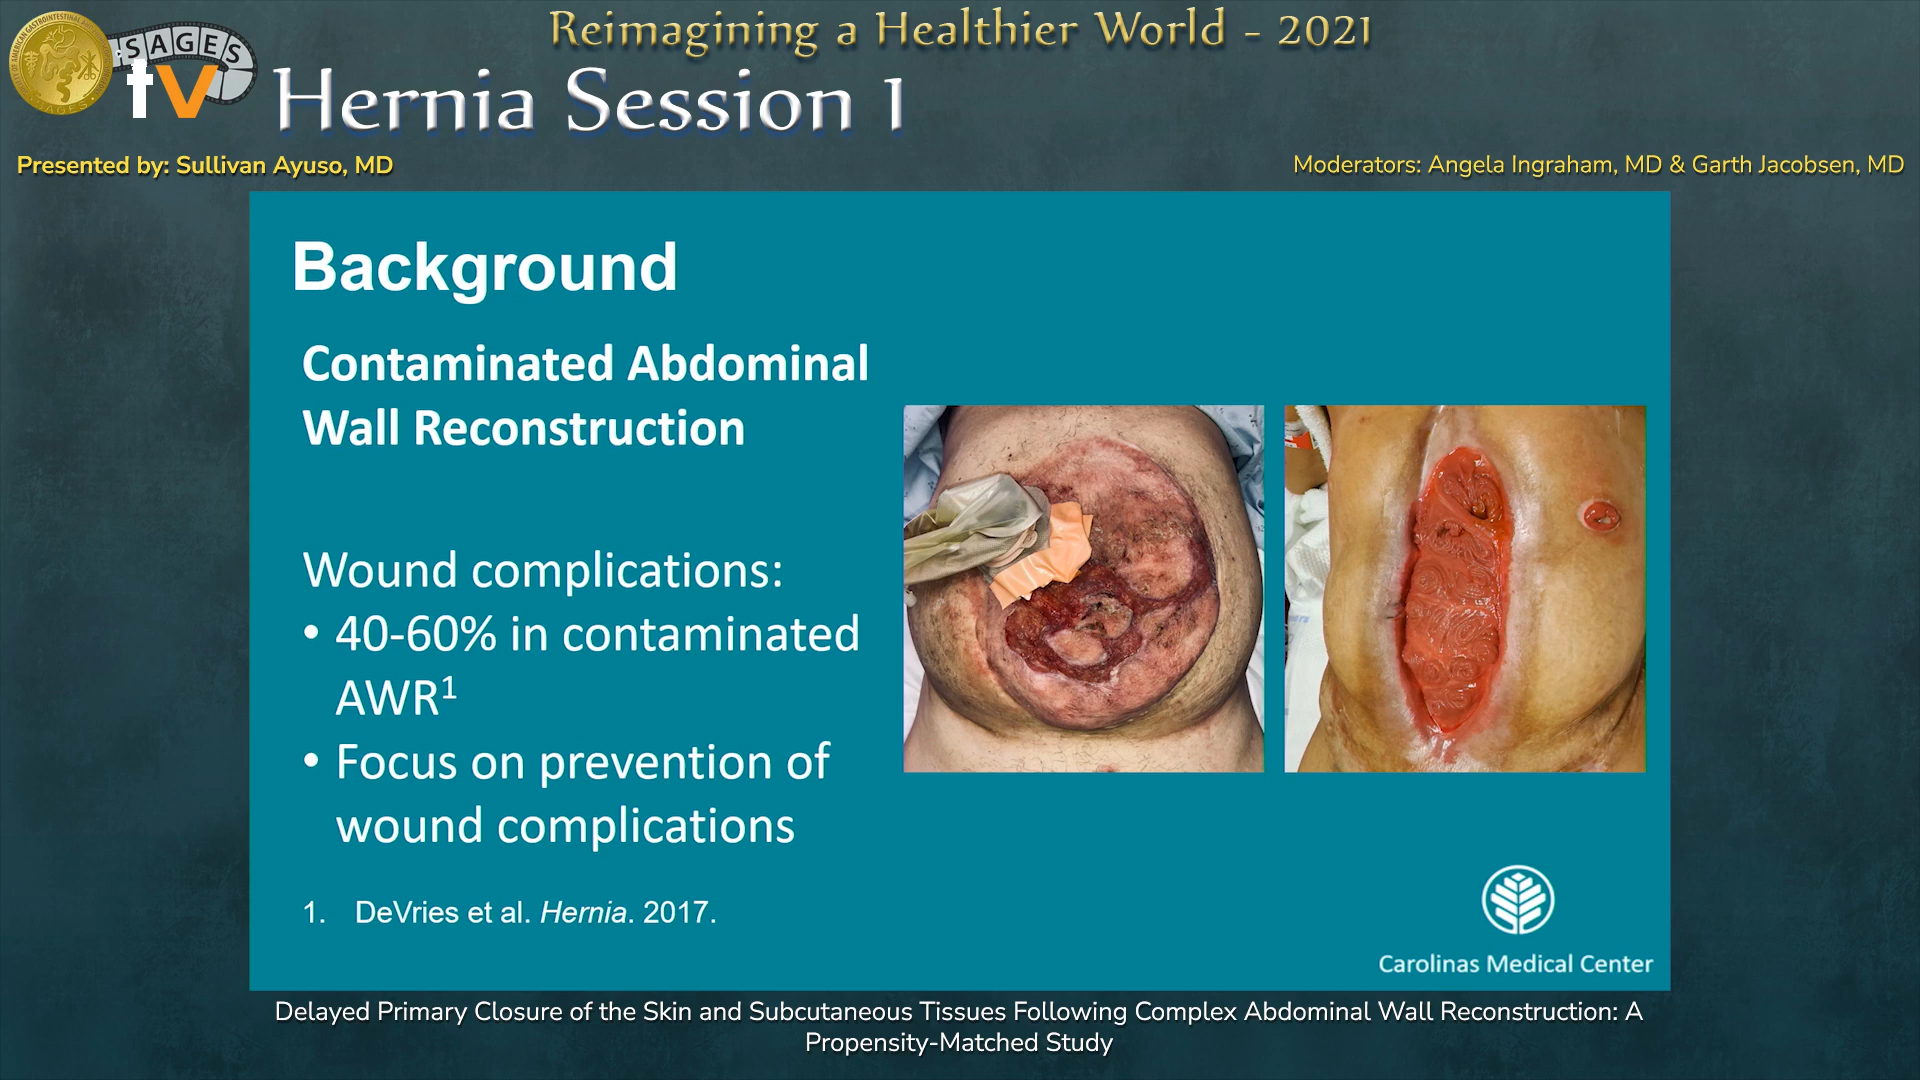 Reimagining a Healthier World - 2021
SAGES
tv
Hernia Session 1
Presented by: Sullivan Ayuso, MD
Moderators: Angela Ingraham, MD & Garth Jacobsen, MD
Background
Contaminated Abdominal
Wall Reconstruction
Wound complications:
• 40-60% in contaminated
AWR¹
• Focus on prevention of
wound complications
1. DeVries et al. Hernia. 2017.
Carolinas Medical Center
Delayed Primary Closure of the Skin and Subcutaneous Tissues Following Complex Abdominal Wall Reconstruction: A
Propensity-Matched Study